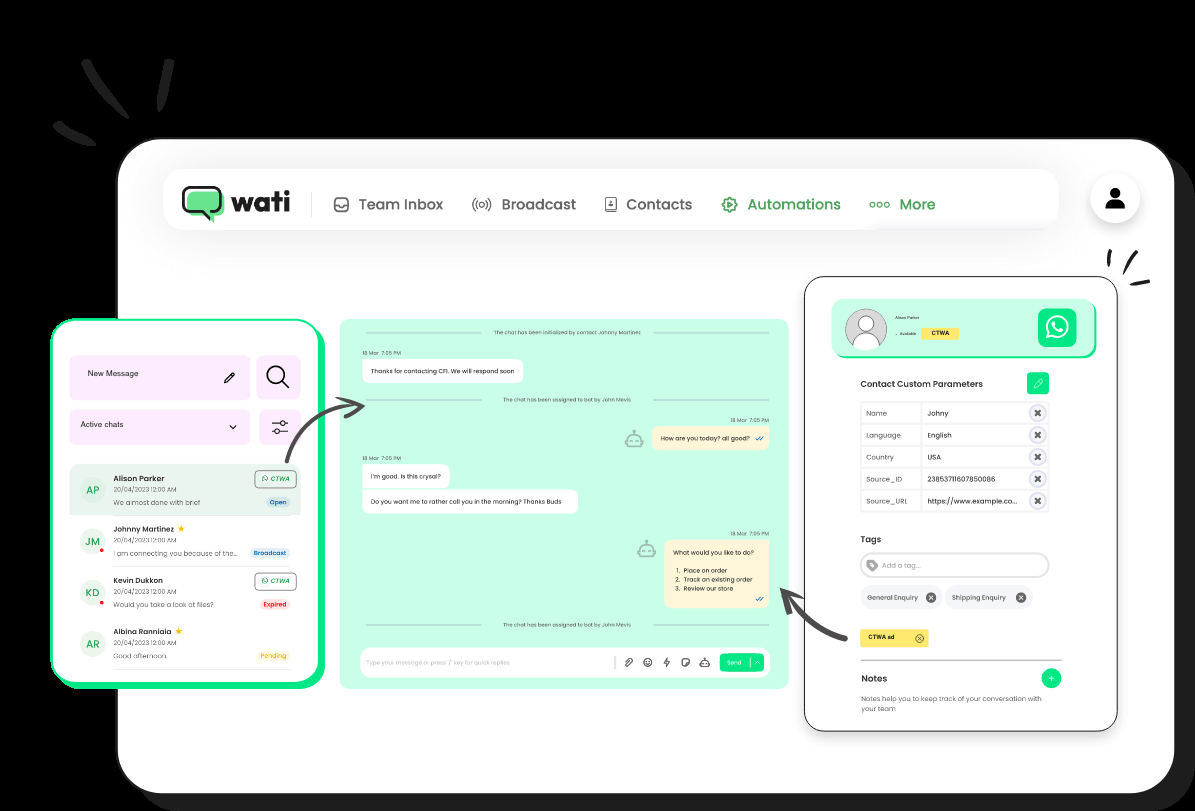 wati
Team Inbox
Broadcast
Contacts
Automations
More
New Message
Active chats
AP
Alison Parker
CTWA
20/04/2023 12:00 AM
We almost done with brief
Open
JM
Johnny Martinez
20/04/2023 12:00 AM
I am connecting you because of the...
Broadcast
KD
Kevin Dukkon
CTWA
20/04/2023 12:00 AM
Would you take a look at files?
Expired
AR
Albina Ranniaia
20/04/2023 12:00 AM
Good afternoon.
Pending
The chat has been initialized by contact Johnny Martinez
18 Mar 7:05 PM
Thanks for contacting CFI. We will respond soon
The chat has been assigned to bot by John Mevis
18 Mar 7:05 PM
How are you today? all good?
18 Mar 7:05 PM
I'm good. Is this crysal?
Do you want me to rather call you in the morning? Thanks Buds
18 Mar 7:05 PM
What would you like to do?
1. Place on order
2. Track an existing order
3. Review our store
The chat has been assigned to bot by John Mevis
Type your message or press '/' key for quick replies
Send
Alison Parker
Available
CTWA
Contact Custom Parameters
Name Johny
Language English
Country USA
Source_ID 23853711607850086
Source_URL https://www.example.co...
Tags
Add a tag...
General Enquiry
Shipping Enquiry
CTWA ad
Notes
Notes help you to keep track of your conversation with
your team